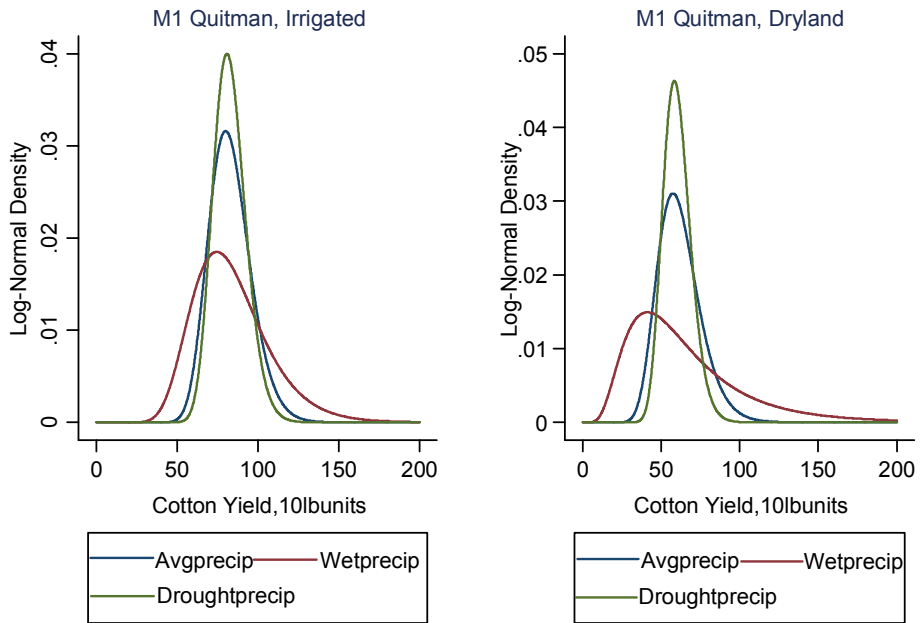 M1 Quitman, Irrigated
.04
.03
.02
.01
0
Log-Normal Density
0 50 100 150 200
Cotton Yield,10lbunits
Avgprecip Wetprecip
Droughtprecip
M1 Quitman, Dryland
.05
.04
.03
.02
.01
0
Log-Normal Density
0 50 100 150 200
Cotton Yield,10lbunits
Avgprecip Wetprecip
Droughtprecip